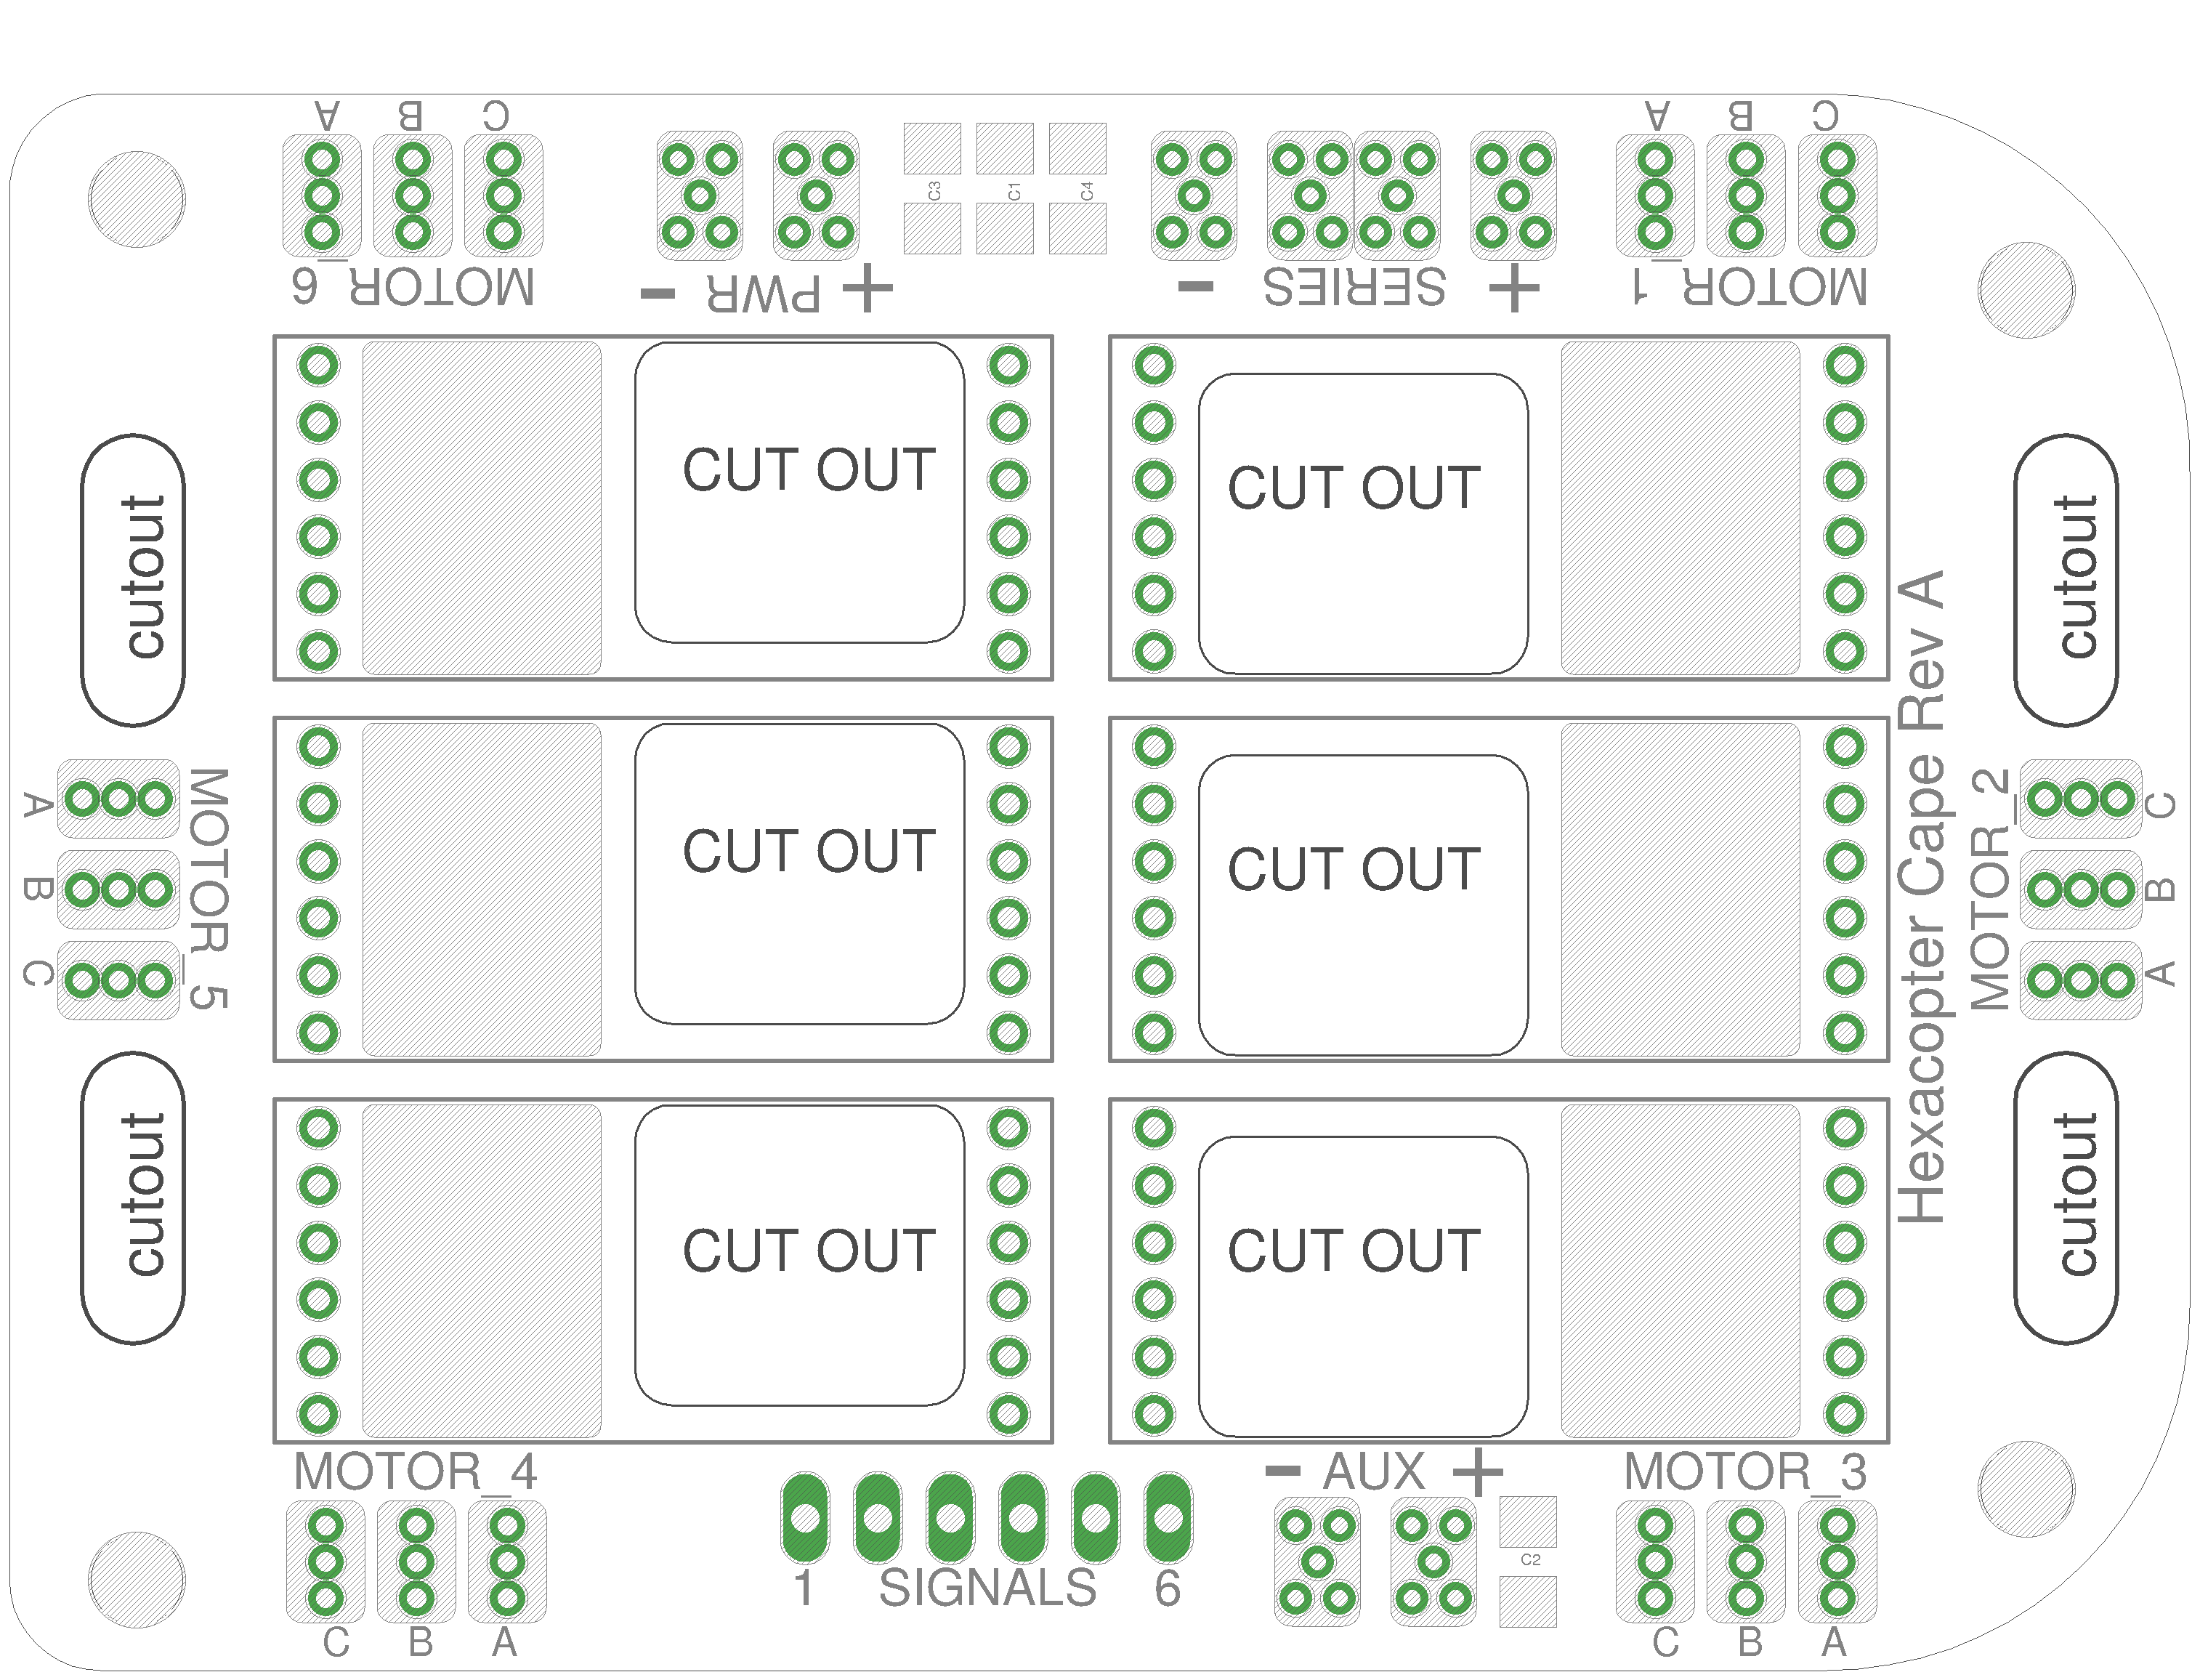 A B C
A B C
C3 C1 C4
MOTOR_6
- PWR +
- SERIES +
MOTOR_1
CUT OUT
CUT OUT
cutout
cutout
Hexacopter Cape Rev A
A
B
C
MOTOR_5
CUT OUT
CUT OUT
MOTOR_2
C
B
A
cutout
cutout
CUT OUT
CUT OUT
MOTOR_4
- AUX +
MOTOR_3
C2
1 SIGNALS 6
C B A
C B A